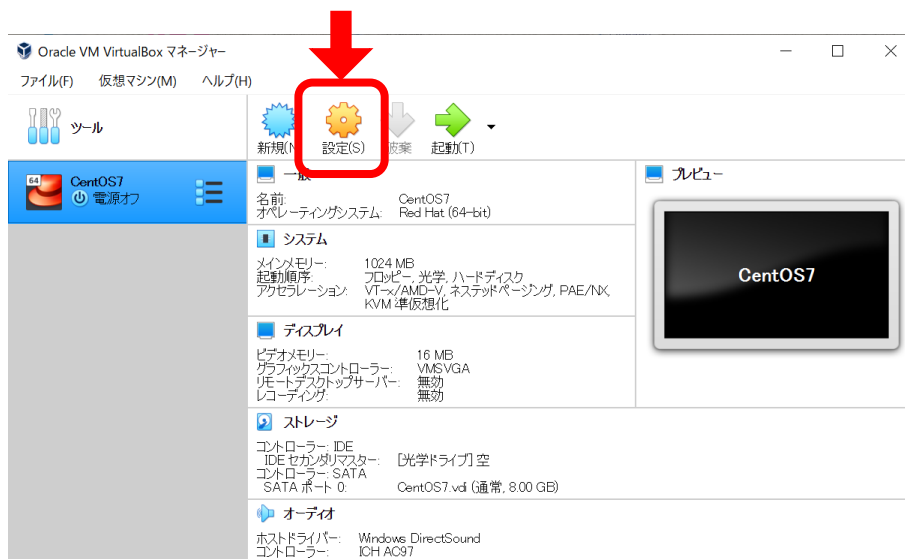 Oracle VM VirtualBox マネージャー
ファイル(F) 仮想マシン(M) ヘルプ(H)
ツール
新規(N 設定(S) 破棄 起動(T)
64 CentOS7
電源オフ
一般
名前: CentOS7
オペレーティングシステム: Red Hat (64-bit)
システム
メインメモリー: 1024 MB
起動順序: フロッピー, 光学, ハードディスク
アクセラレーション: VT-x/AMD-V, ネステッドページング, PAE/NX,
KVM 準仮想化
ディスプレイ
ビデオメモリー: 16 MB
グラフィックスコントローラー: VMSVGA
リモートデスクトップサーバー: 無効
レコーディング: 無効
ストレージ
コントローラー: IDE
IDE セカンダリマスター: [光学ドライブ] 空
コントローラー: SATA
SATA ポート 0: CentOS7.vdi (通常, 8.00 GB)
オーディオ
ホストドライバー: Windows DirectSound
コントローラー: ICH AC97
プレビュー
CentOS7